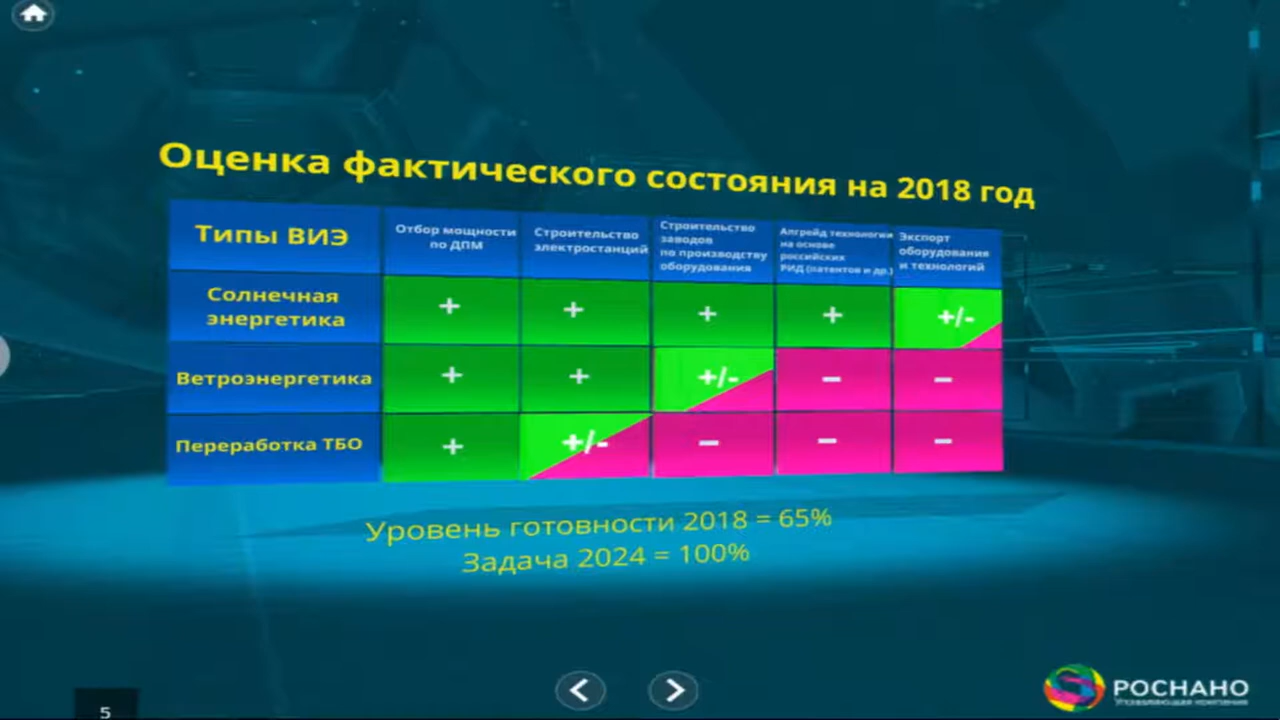 Оценка фактического состояния на 2018 год
Типы ВИЭ
Отбор мощности
по ДПМ
Строительство
электростанций
Строительство
заводов
по производству
оборудования
Апгрейд технологии
на основе
российских
РИД (патентов и др.)
Экспорт
оборудования
и технологий
Солнечная
энергетика
+
+
+
+
+/-
Ветроэнергетика
+
+
+/-
−
−
Переработка ТБО
+
+/-
−
−
−
Уровень готовности 2018 = 65%
Задача 2024 = 100%
5
РОСНАНО
Управляющая компания